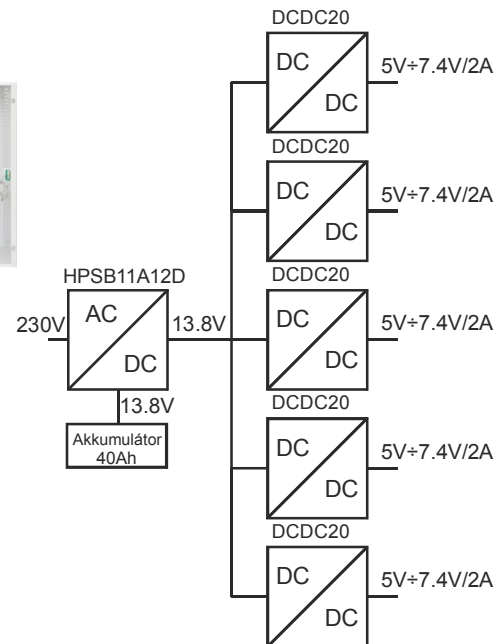 DCDC20
DC
DC
5V÷7.4V/2A
DCDC20
DC
DC
5V÷7.4V/2A
HPSB11A12D
230V
AC
DC
13.8V
13.8V
Akkumulátor
40Ah
DCDC20
DC
DC
5V÷7.4V/2A
DCDC20
DC
DC
5V÷7.4V/2A
DCDC20
DC
DC
5V÷7.4V/2A